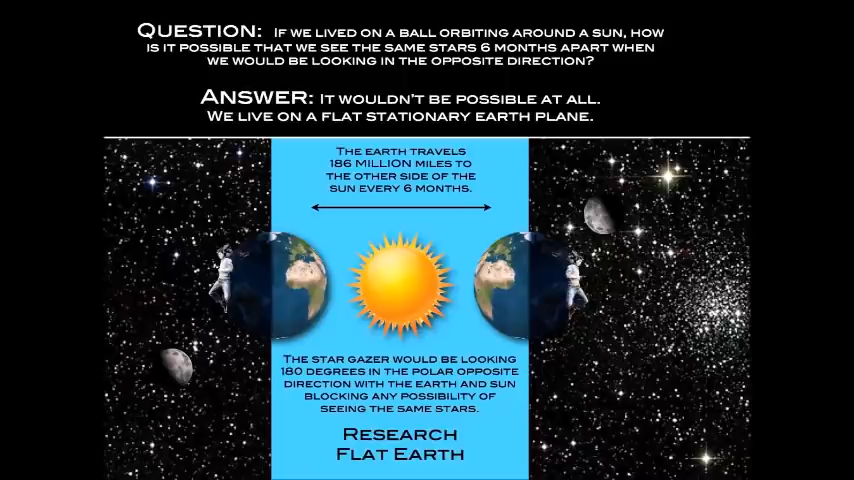 QUESTION: IF WE LIVED ON A BALL ORBITING AROUND A SUN, HOW
IS IT POSSIBLE THAT WE SEE THE SAME STARS 6 MONTHS APART WHEN
WE WOULD BE LOOKING IN THE OPPOSITE DIRECTION?
ANSWER: IT WOULDN'T BE POSSIBLE AT ALL.
WE LIVE ON A FLAT STATIONARY EARTH PLANE.
THE EARTH TRAVELS
186 MILLION MILES TO
THE OTHER SIDE OF THE
SUN EVERY 6 MONTHS.
THE STAR GAZER WOULD BE LOOKING
180 DEGREES IN THE POLAR OPPOSITE
DIRECTION WITH THE EARTH AND SUN
BLOCKING ANY POSSIBILITY OF
SEEING THE SAME STARS.
RESEARCH
FLAT EARTH